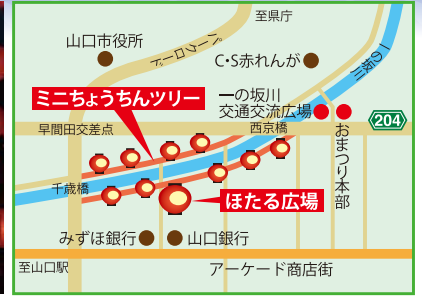 至県庁
山口市役所
パークロード
C・S赤れんが
一の坂川
ミニちょうちんツリー
一の坂川
交通交流広場
早間田交差点
西京橋
204
おまつり本部
千歳橋
ほたる広場
みずほ銀行
山口銀行
至山口駅
アーケード商店街